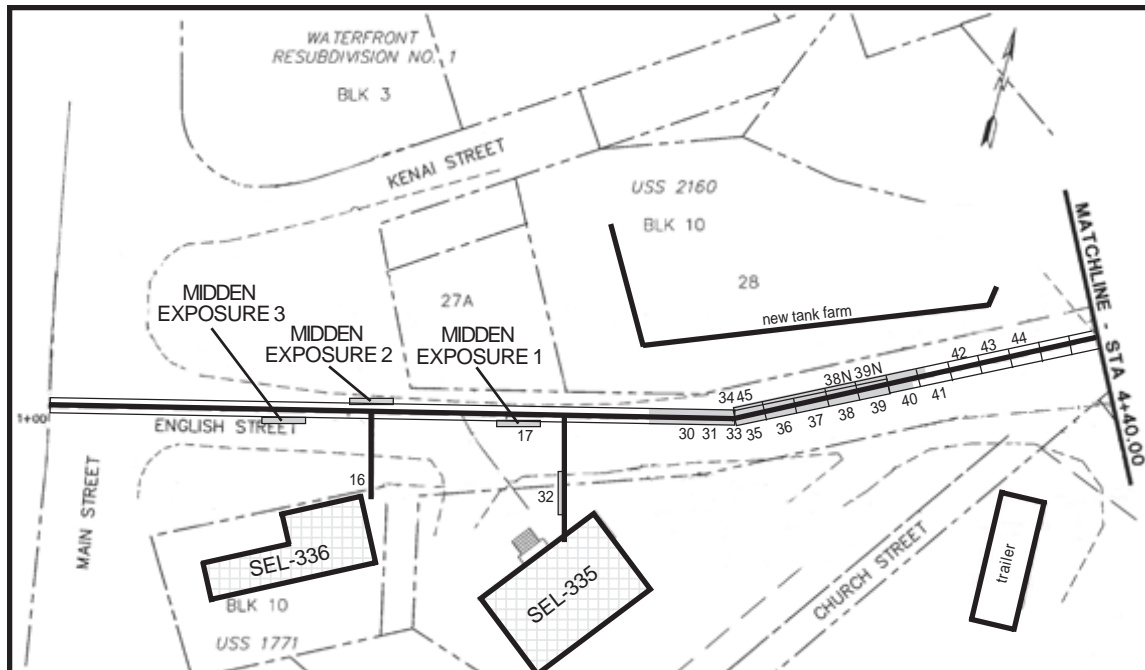 WATERFRONT
RESUBDIVISION NO. 1
BLK 3
KENAI STREET
USS 2160
BLK 10
28
27A
new tank farm
MATCHLINE - STA 4+40.00
MIDDEN
EXPOSURE 3
MIDDEN
EXPOSURE 2
MIDDEN
EXPOSURE 1
34 45
38N 39N
42 43 44
1+00
ENGLISH STREET
17
30 31 33 35 36 37 38 39 40 41
MAIN STREET
16
32
SEL-336
SEL-335
BLK 10
USS 1771
CHURCH STREET
trailer